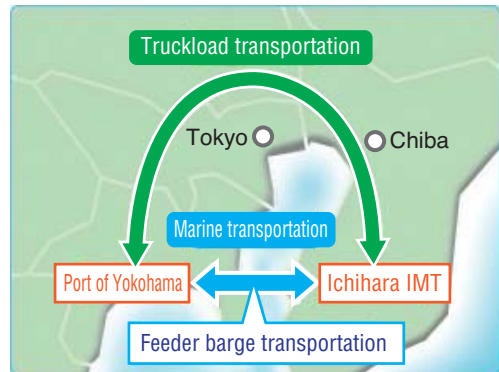 Truckload transportation
Tokyo
Chiba
Marine transportation
Port of Yokohama
Ichihara IMT
Feeder barge transportation